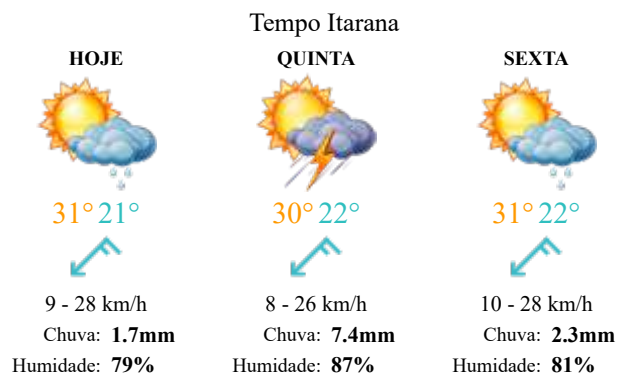 Tempo Itarana
HOJE
31° 21°
9 - 28 km/h
Chuva: 1.7mm
Humidade: 79%
QUINTA
30° 22°
8 - 26 km/h
Chuva: 7.4mm
Humidade: 87%
SEXTA
31° 22°
10 - 28 km/h
Chuva: 2.3mm
Humidade: 81%